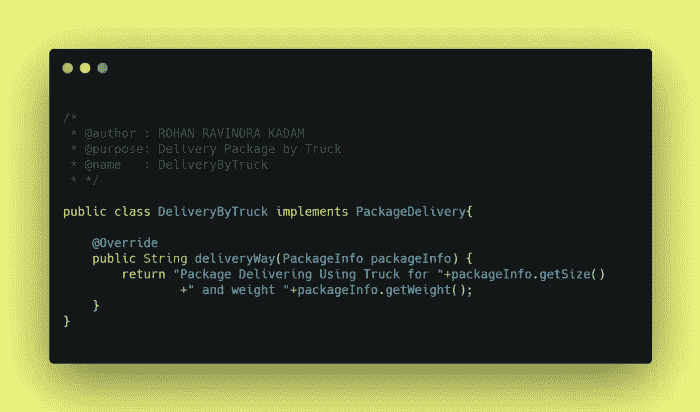 /*
 * @author : ROHAN RAVINDRA KADAM
 * @purpose: Delivery Package by Truck
 * @name   : DeliveryByTruck
 * */
public class DeliveryByTruck implements PackageDelivery{
    @Override
    public String deliveryWay(PackageInfo packageInfo) {
        return "Package Delivering Using Truck for "+packageInfo.getSize()
                +" and weight "+packageInfo.getWeight();
    }
}